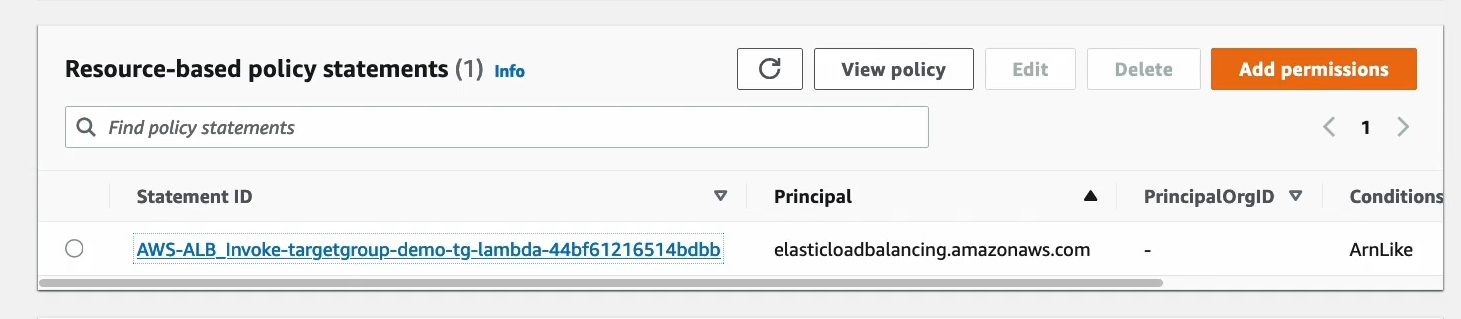 Resource-based policy statements (1) Info
View policy
Edit
Delete
Add permissions
Find policy statements
1
Statement ID Principal PrincipalOrgID Conditions
AWS-ALB_Invoke-targetgroup-demo-tg-lambda-44bf61216514bdbb elasticloadbalancing.amazonaws.com - ArnLike